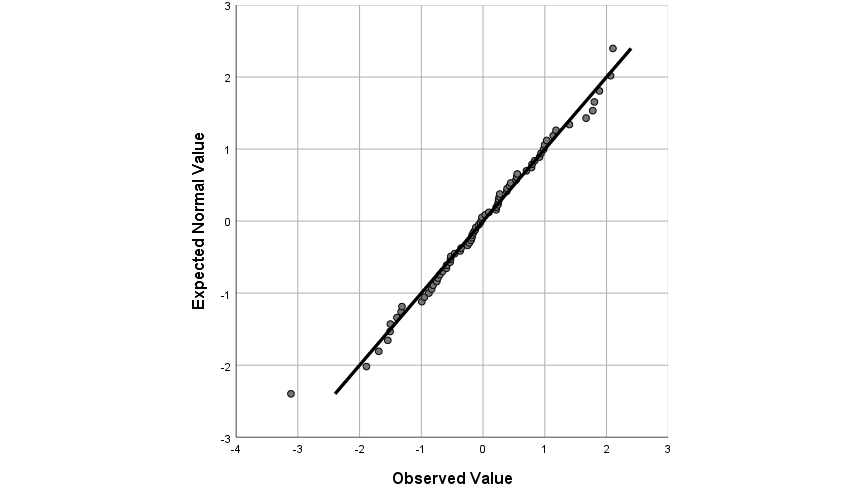 3
2
1
0
-1
-2
-3
Expected Normal Value
-4 -3 -2 -1 0 1 2 3
Observed Value